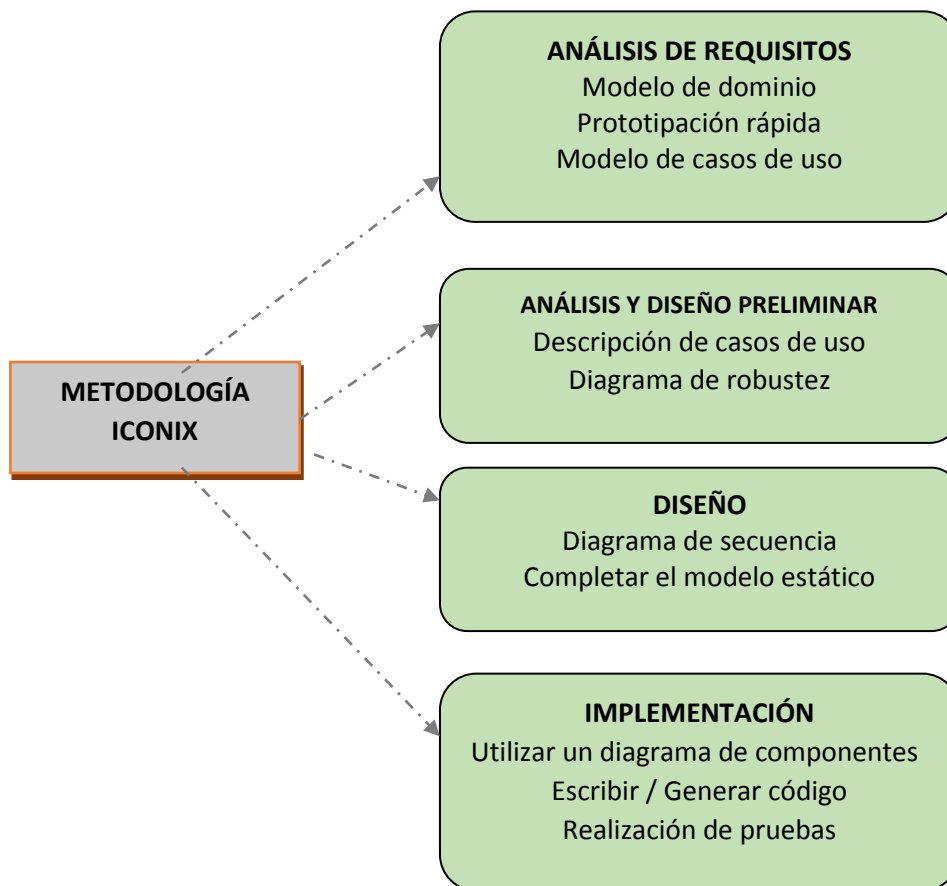 ANÁLISIS DE REQUISITOS
Modelo de dominio
Prototipación rápida
Modelo de casos de uso
ANÁLISIS Y DISEÑO PRELIMINAR
Descripción de casos de uso
Diagrama de robustez
METODOLOGÍA
ICONIX
DISEÑO
Diagrama de secuencia
Completar el modelo estático
IMPLEMENTACIÓN
Utilizar un diagrama de componentes
Escribir / Generar código
Realización de pruebas